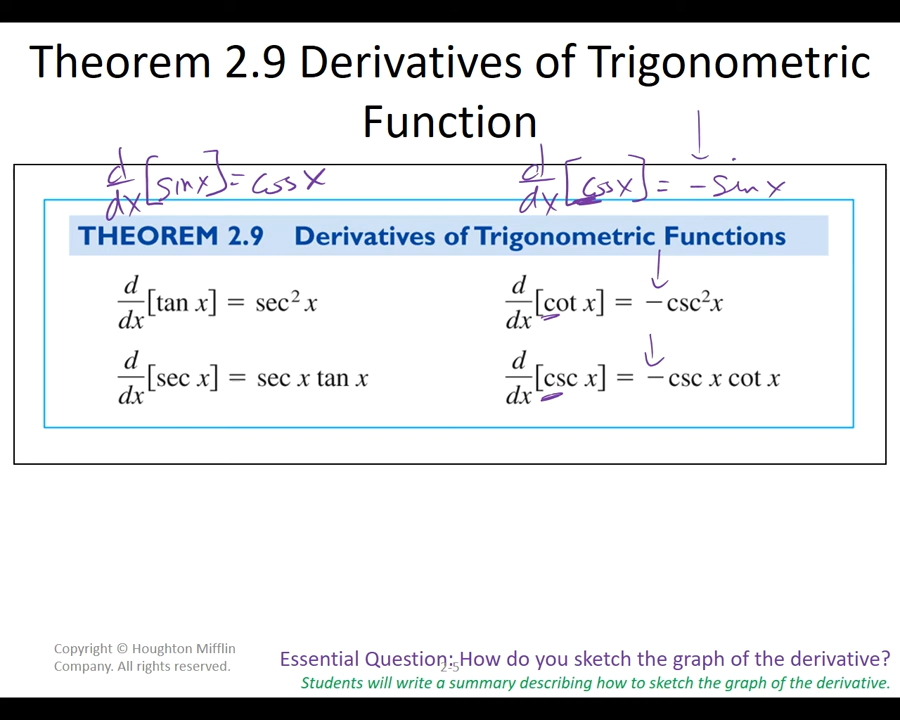 Theorem 2.9 Derivatives of Trigonometric
Function
d/dx [sin x] = cos x
d/dx [cos x] = - sin x
THEOREM 2.9 Derivatives of Trigonometric Functions
d/dx [tan x] = sec² x
d/dx [cot x] = −csc²x
d/dx [sec x] = sec x tan x
d/dx [csc x] = −csc x cot x
Copyright © Houghton Mifflin
Company. All rights reserved.
2-5
Essential Question: How do you sketch the graph of the derivative?
Students will write a summary describing how to sketch the graph of the derivative.